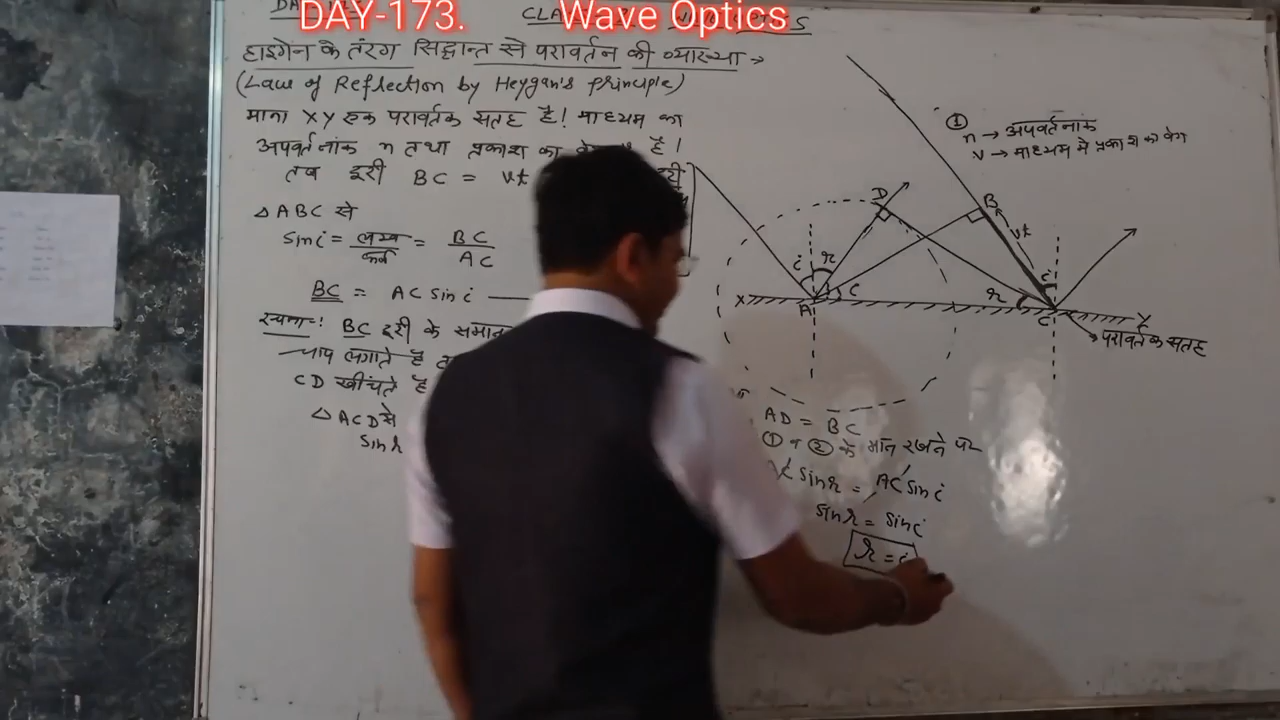 DAY-173. Wave Optics
हाइगेन के तरंग सिद्धान्त से परावर्तन की व्याख्या →
(Law of Reflection by Heygan's principle)
माना XY एक परावर्तक सतह है! माध्यम का
अपवर्तनांक n तथा प्रकाश का है!
तब दूरी BC = vt
△ABC से
sin i = लम्ब / कर्ण = BC / AC
BC = AC sin i
रचना:! BC दूरी के समान
चाप लगाते है
CD खींचते है
△ACD से
sin r
① n → अपवर्तनांक
v → माध्यम में प्रकाश का वेग
D
B
vt
i
r
i
i
r
X
A
C
Y
परावर्तक सतह
AD = BC
① व ② के मान रखने पर
AC sin r = AC sin i
sin r = sin i
r = i